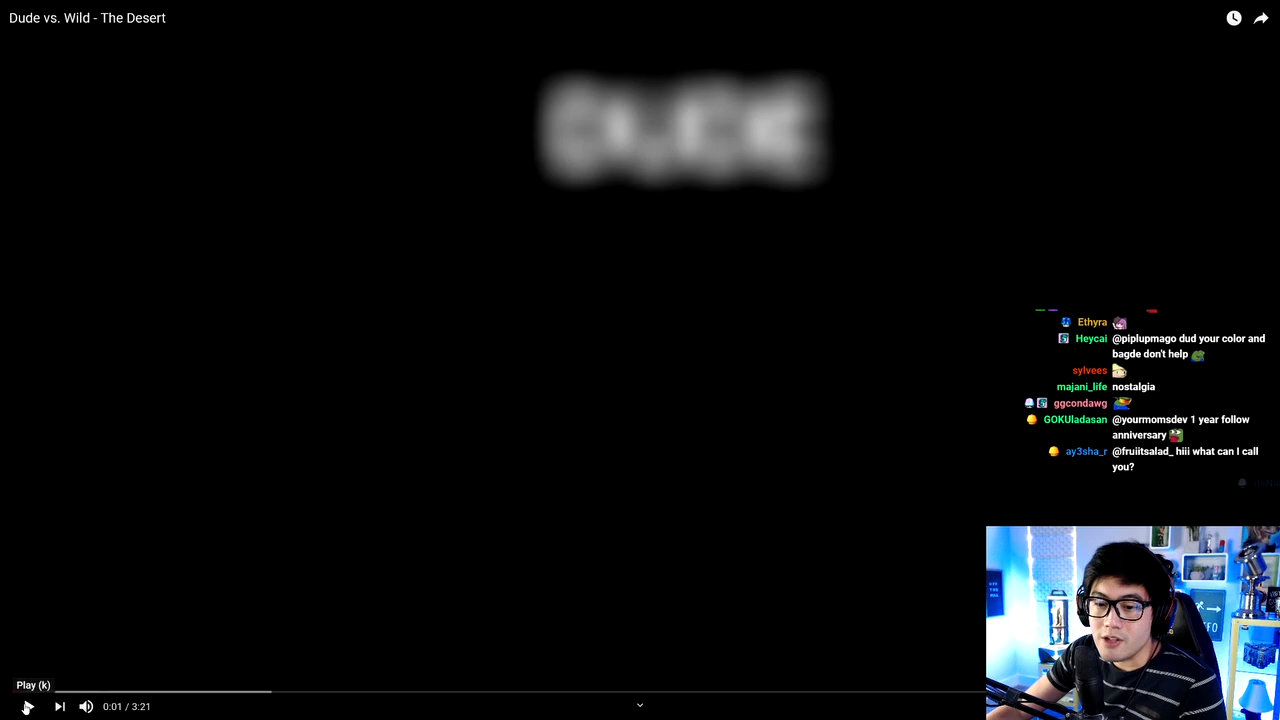 Dude vs. Wild - The Desert
Ethyra
Heycai @piplupmago dud your color and
bagde don't help
sylvees
majani_life nostalgia
ggcondawg
GOKUladasan @yourmomsdev 1 year follow
anniversary
ay3sha_r @fruiitsalad_ hiii what can I call
you?
Play (k)
0:01 / 3:21